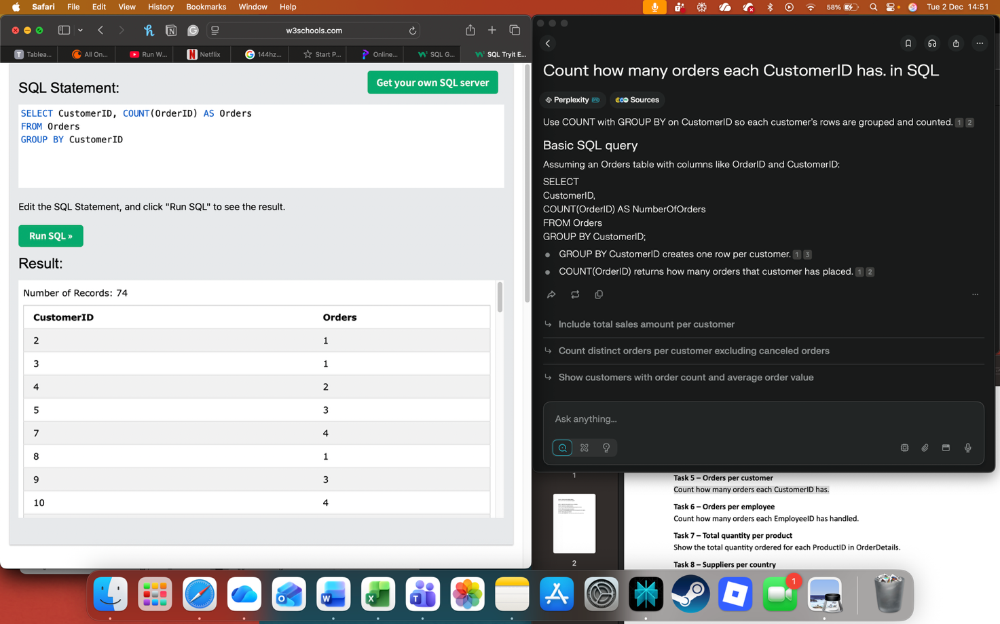 Safari File Edit View History Bookmarks Window Help 58% Tue 2 Dec 14:51
w3schools.com
Tablea... All On... Run W... Netflix 144hz... Start P... Online... SQL G... SQL Tryit E...
SQL Statement:
Get your own SQL server
SELECT CustomerID, COUNT(OrderID) AS Orders
FROM Orders
GROUP BY CustomerID
Edit the SQL Statement, and click "Run SQL" to see the result.
Run SQL »
Result:
Number of Records: 74
CustomerID Orders
2 1
3 1
4 2
5 3
7 4
8 1
9 3
10 4
Count how many orders each CustomerID has. in SQL
Perplexity Sources
Use COUNT with GROUP BY on CustomerID so each customer's rows are grouped and counted. 1 2
Basic SQL query
Assuming an Orders table with columns like OrderID and CustomerID:
SELECT
CustomerID,
COUNT(OrderID) AS NumberOfOrders
FROM Orders
GROUP BY CustomerID;
GROUP BY CustomerID creates one row per customer. 1 3
COUNT(OrderID) returns how many orders that customer has placed. 1 2
Include total sales amount per customer
Count distinct orders per customer excluding canceled orders
Show customers with order count and average order value
Ask anything...
1
2
Task 5 – Orders per customer
Count how many orders each CustomerID has.
Task 6 – Orders per employee
Count how many orders each EmployeeID has handled.
Task 7 – Total quantity per product
Show the total quantity ordered for each ProductID in OrderDetails.
Task 8 – Suppliers per country
1